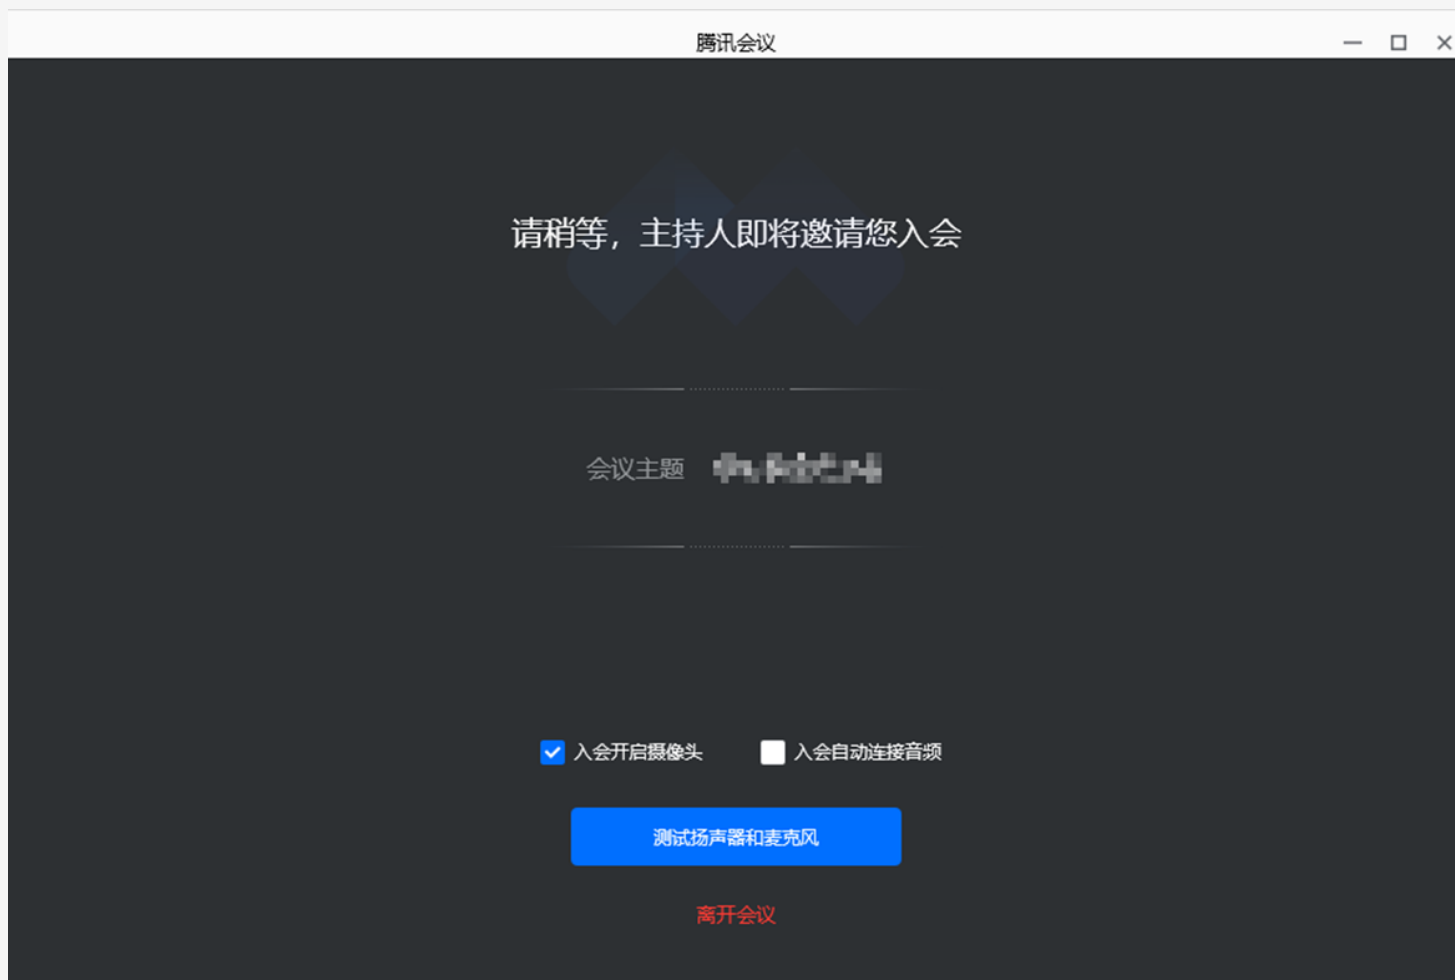 腾讯会议
请稍等，主持人即将邀请您入会
会议主题
入会开启摄像头 入会自动连接音频
测试扬声器和麦克风
离开会议